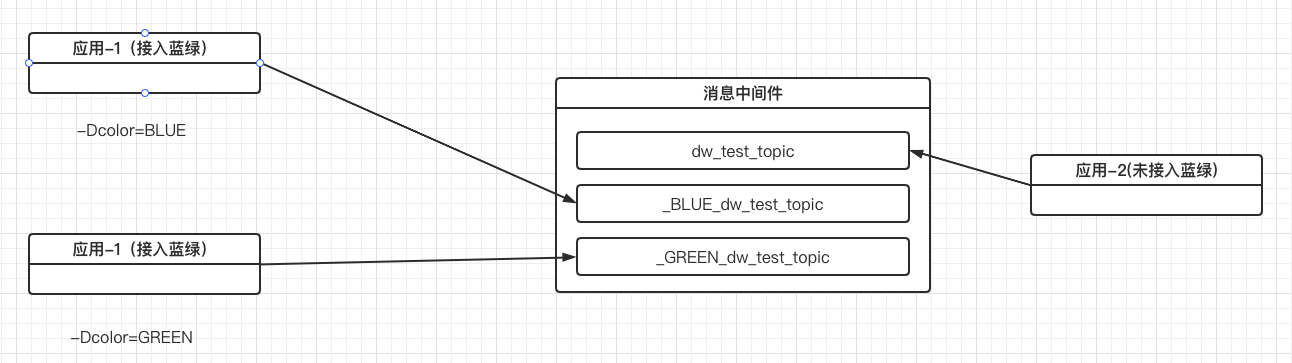 应用-1（接入蓝绿）
-Dcolor=BLUE
应用-1（接入蓝绿）
-Dcolor=GREEN
消息中间件
dw_test_topic
_BLUE_dw_test_topic
_GREEN_dw_test_topic
应用-2(未接入蓝绿)